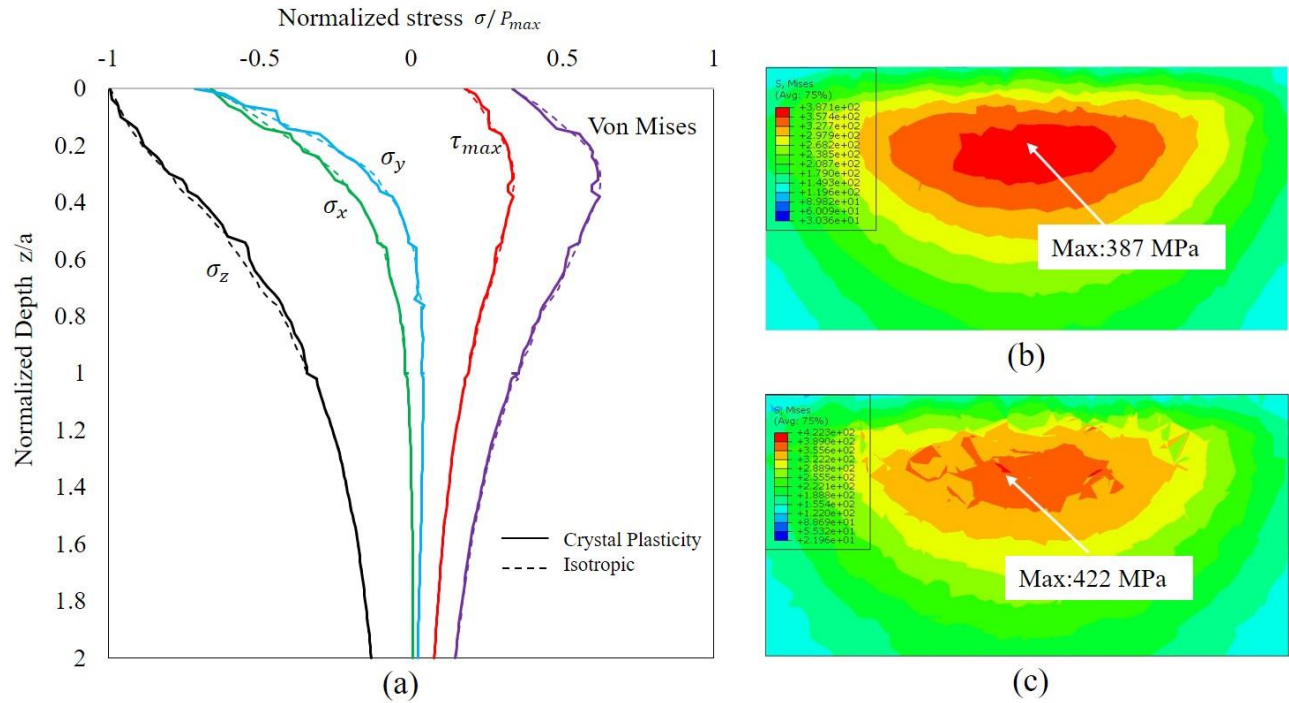 Normalized stress σ/P_max
-1 -0.5 0 0.5 1
Normalized Depth z/a
0
0.2
0.4
0.6
0.8
1
1.2
1.4
1.6
1.8
2
σ_z
σ_x
σ_y
τ_max
Von Mises
Crystal Plasticity
Isotropic
(a)
S, Mises
(Avg: 75%)
+3.871e+02
+3.574e+02
+3.277e+02
+2.979e+02
+2.682e+02
+2.385e+02
+2.087e+02
+1.790e+02
+1.493e+02
+1.196e+02
+8.982e+01
+6.009e+01
+3.036e+01
Max:387 MPa
(b)
S, Mises
(Avg: 75%)
+4.223e+02
+3.890e+02
+3.556e+02
+3.222e+02
+2.889e+02
+2.555e+02
+2.221e+02
+1.888e+02
+1.554e+02
+1.220e+02
+8.869e+01
+5.532e+01
+2.196e+01
Max:422 MPa
(c)